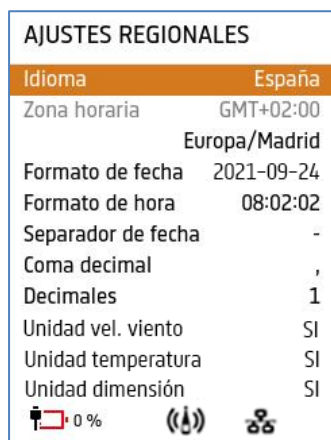 AJUSTES REGIONALES
Idioma España
Zona horaria GMT+02:00
Europa/Madrid
Formato de fecha 2021-09-24
Formato de hora 08:02:02
Separador de fecha -
Coma decimal ,
Decimales 1
Unidad vel. viento SI
Unidad temperatura SI
Unidad dimensión SI
0 %